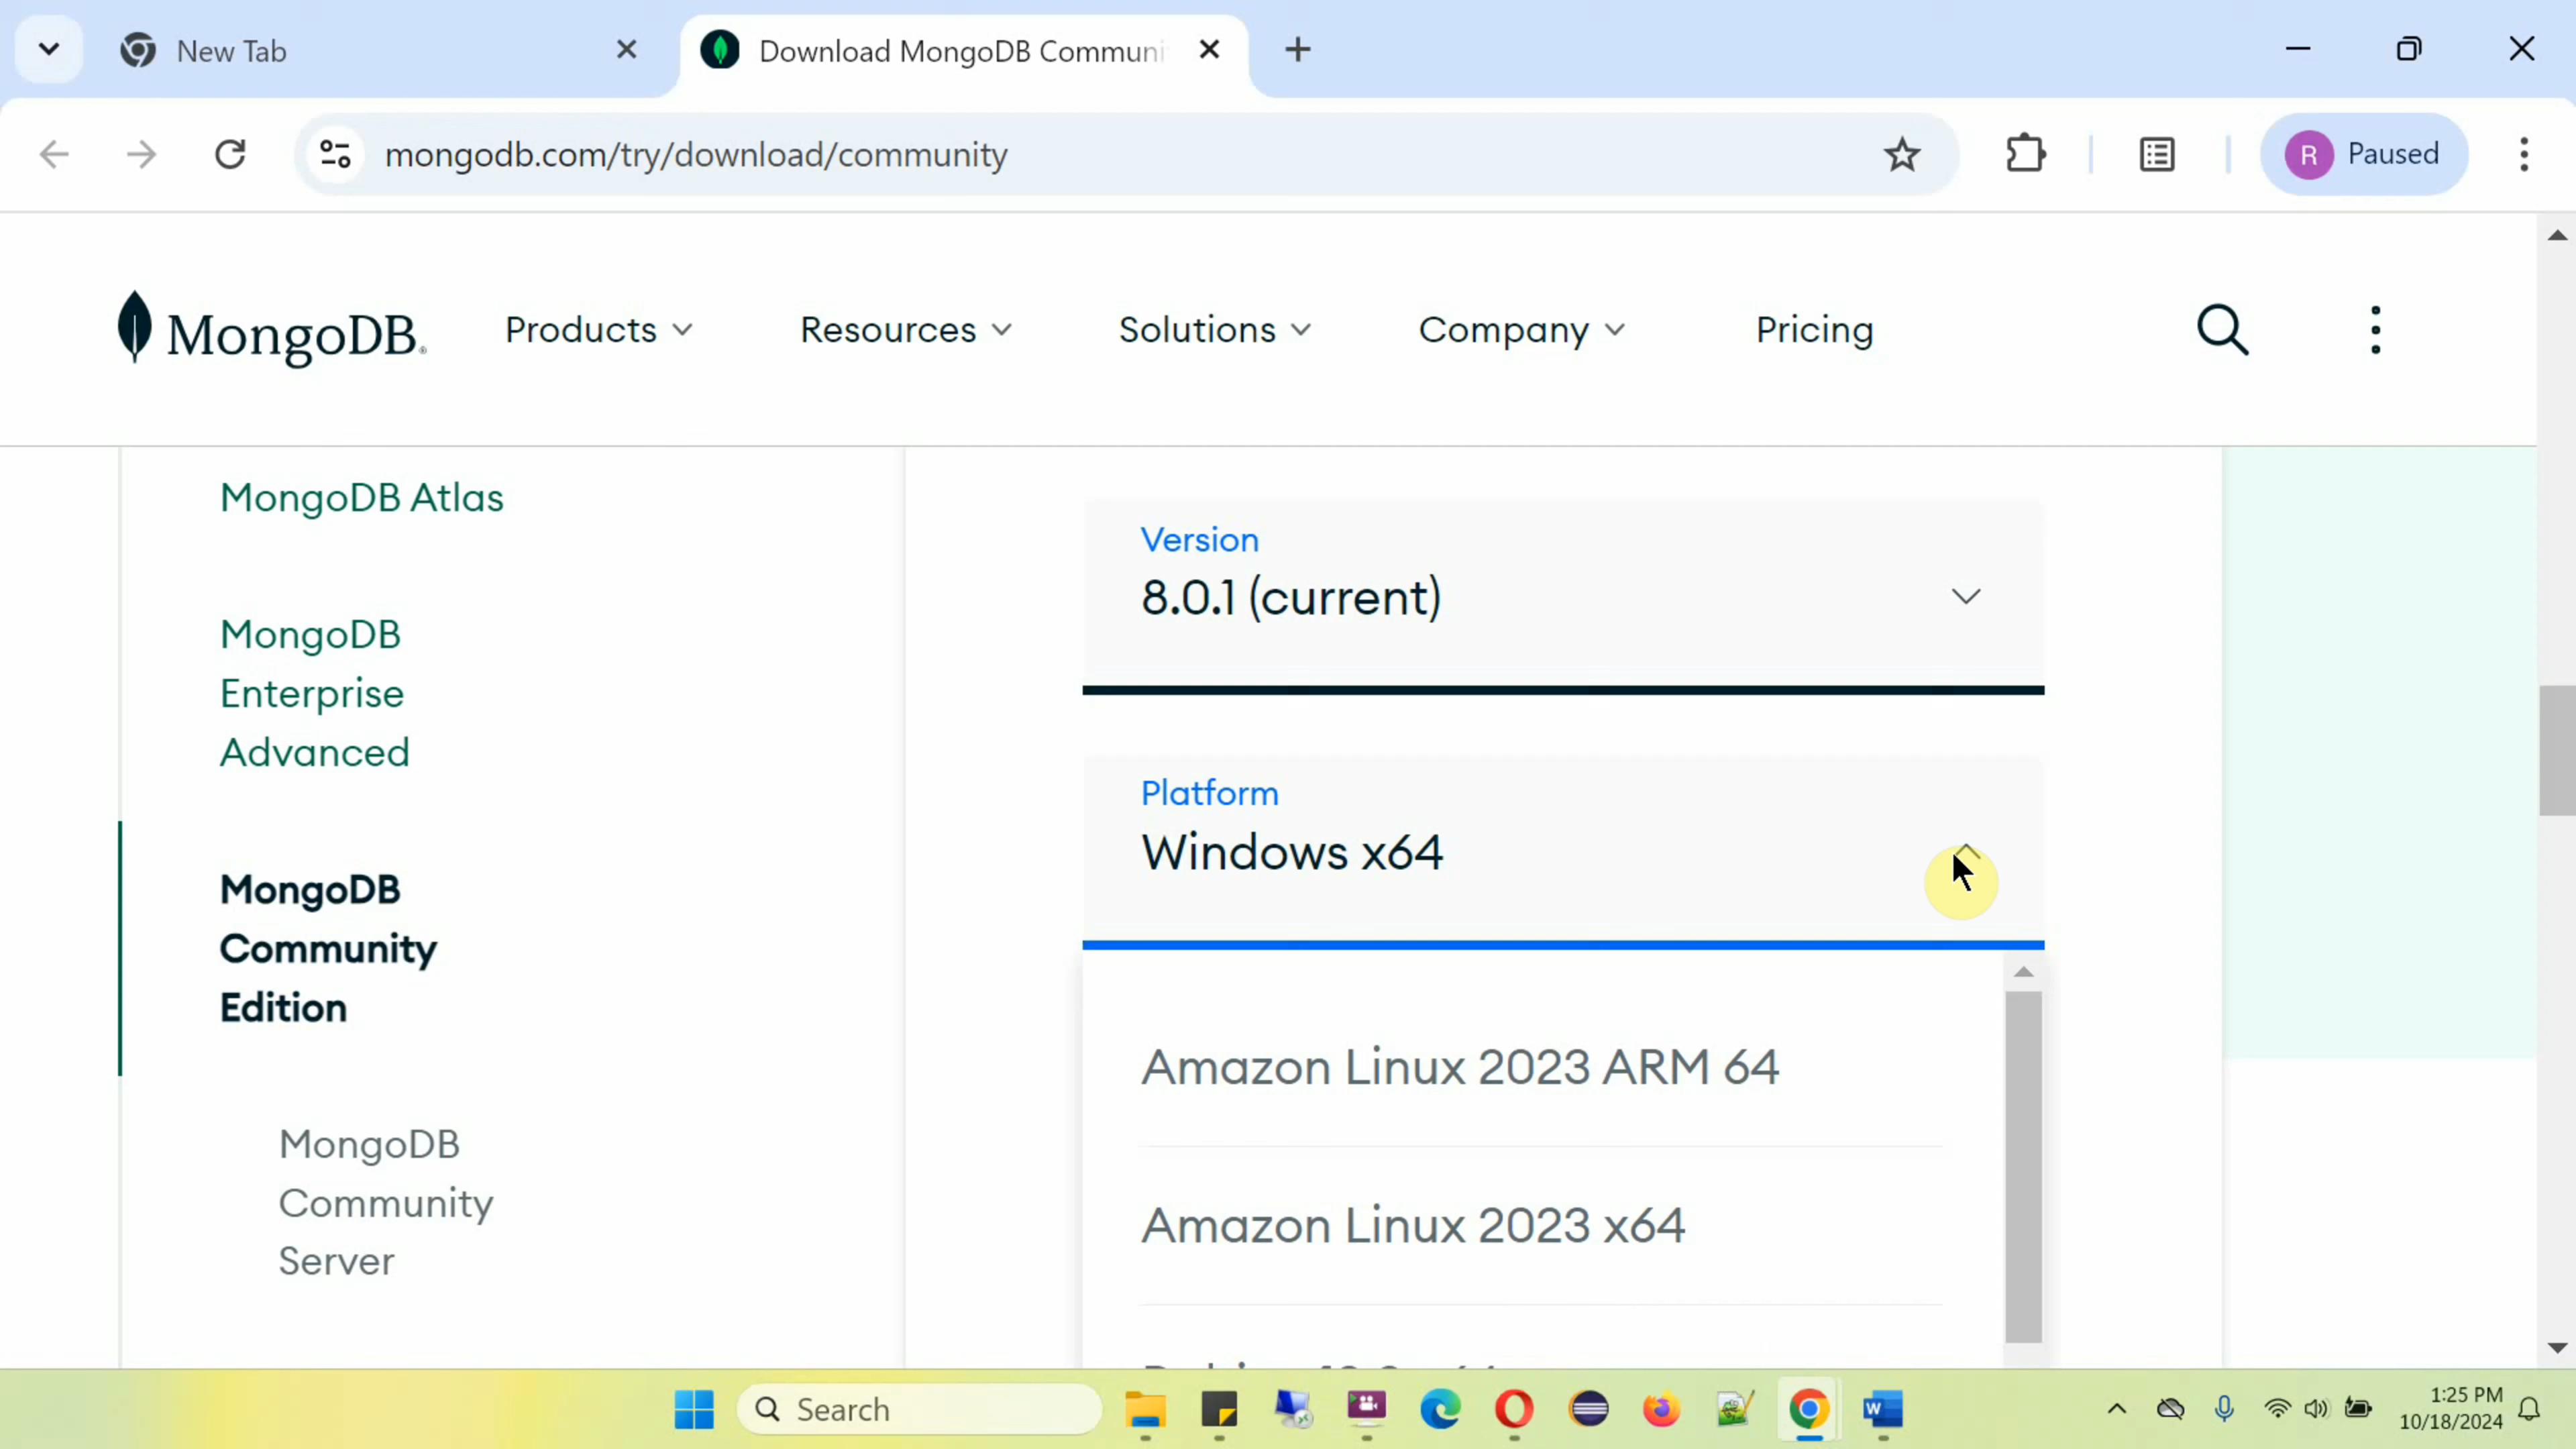 New Tab
Download MongoDB Communi
mongodb.com/try/download/community
R Paused
MongoDB. Products Resources Solutions Company Pricing
MongoDB Atlas
MongoDB
Enterprise
Advanced
MongoDB
Community
Edition
MongoDB
Community
Server
Version
8.0.1 (current)
Platform
Windows x64
Amazon Linux 2023 ARM 64
Amazon Linux 2023 x64
Search
1:25 PM
10/18/2024